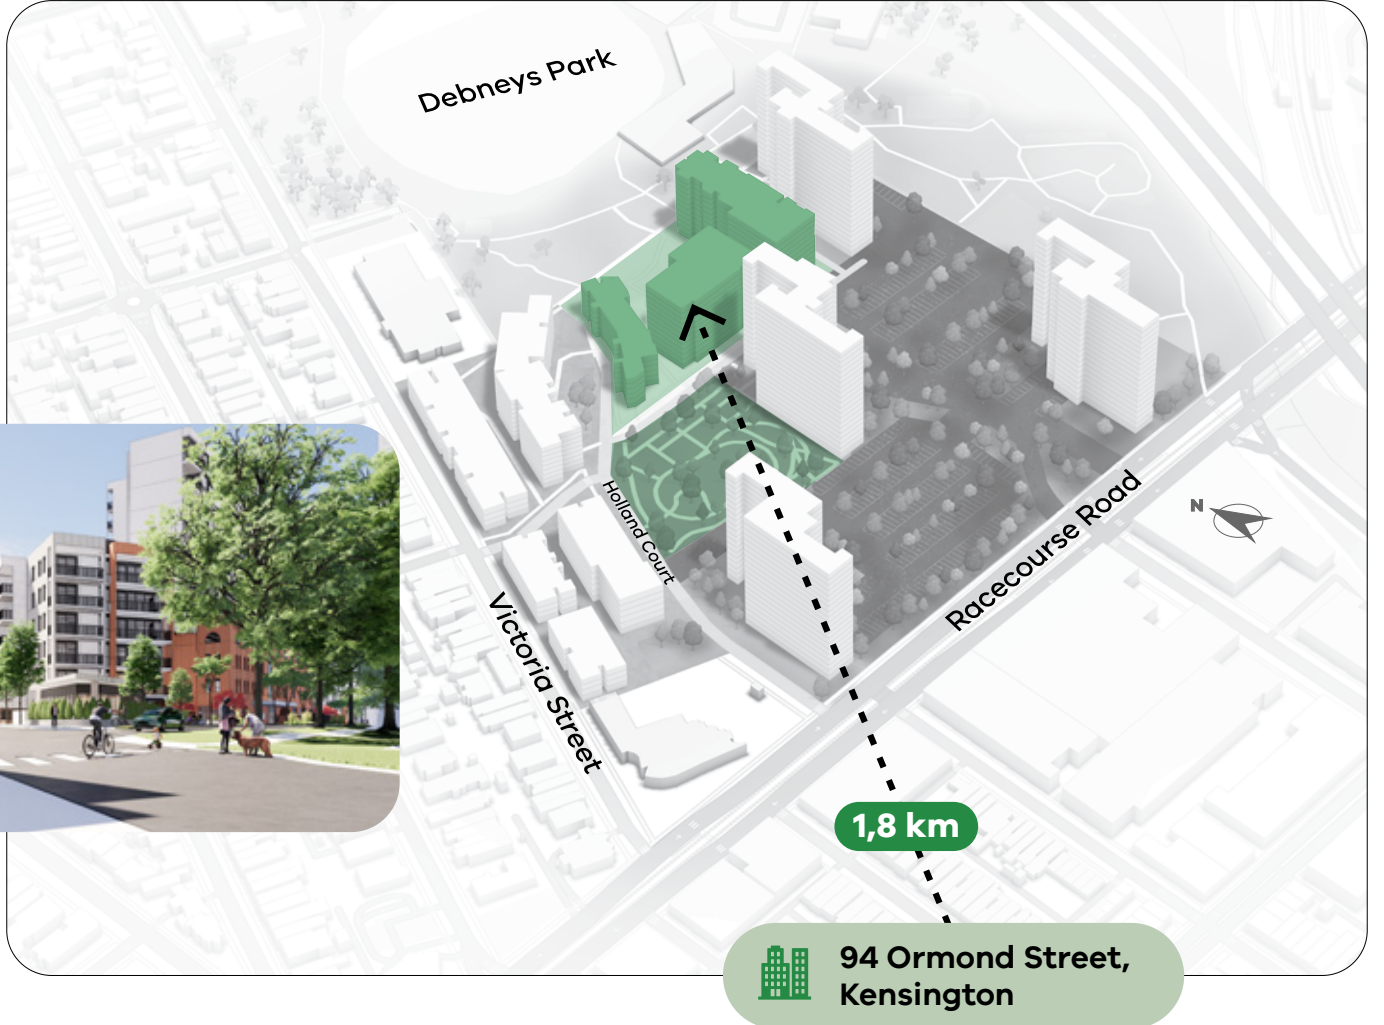 Debneys Park
Holland Court
Racecourse Road
N
Victoria Street
1,8 km
94 Ormond Street,
Kensington